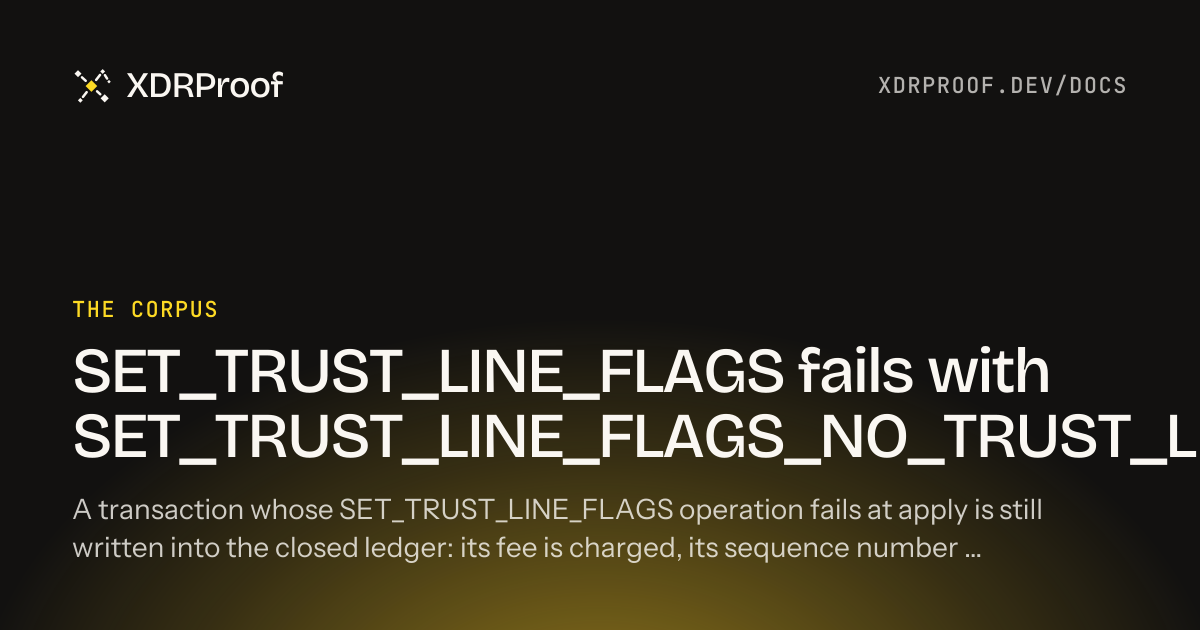 XDRProof
XDRPROOF.DEV/DOCS
THE CORPUS
SET_TRUST_LINE_FLAGS fails with
SET_TRUST_LINE_FLAGS_NO_TRUST_L
A transaction whose SET_TRUST_LINE_FLAGS operation fails at apply is still
written into the closed ledger: its fee is charged, its sequence number ...